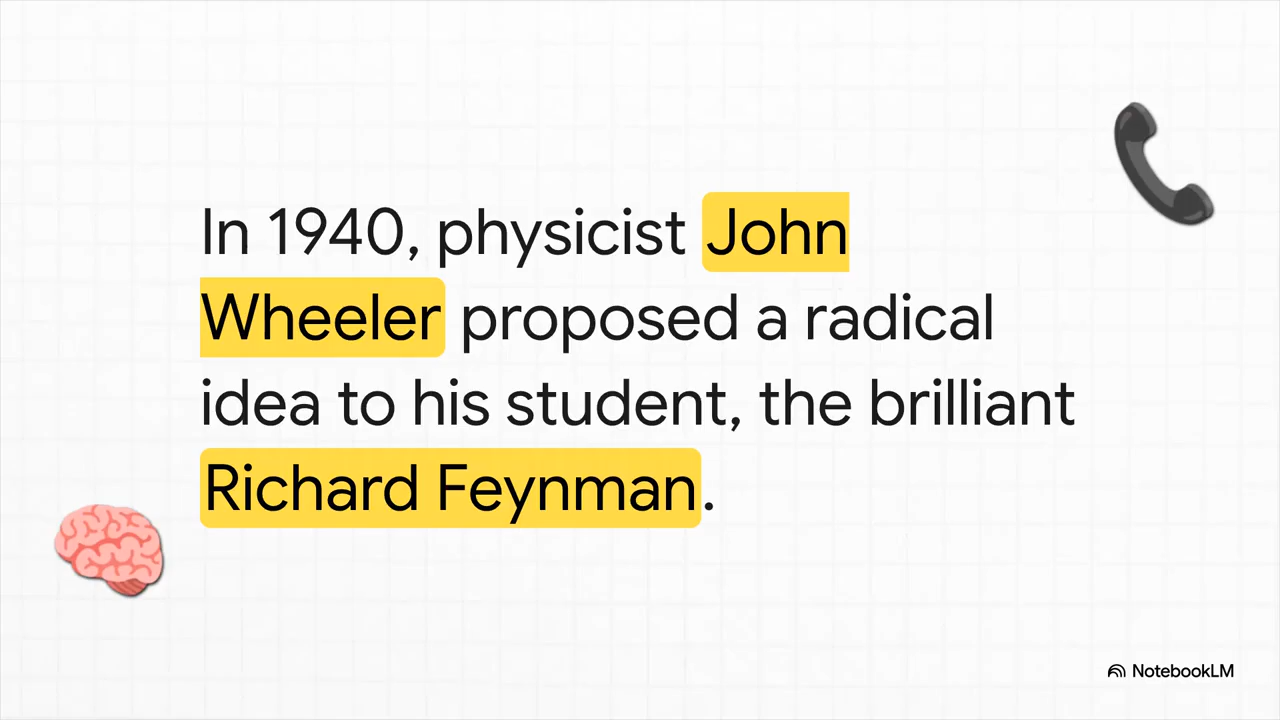 In 1940, physicist John
Wheeler proposed a radical
idea to his student, the brilliant
Richard Feynman.
NotebookLM